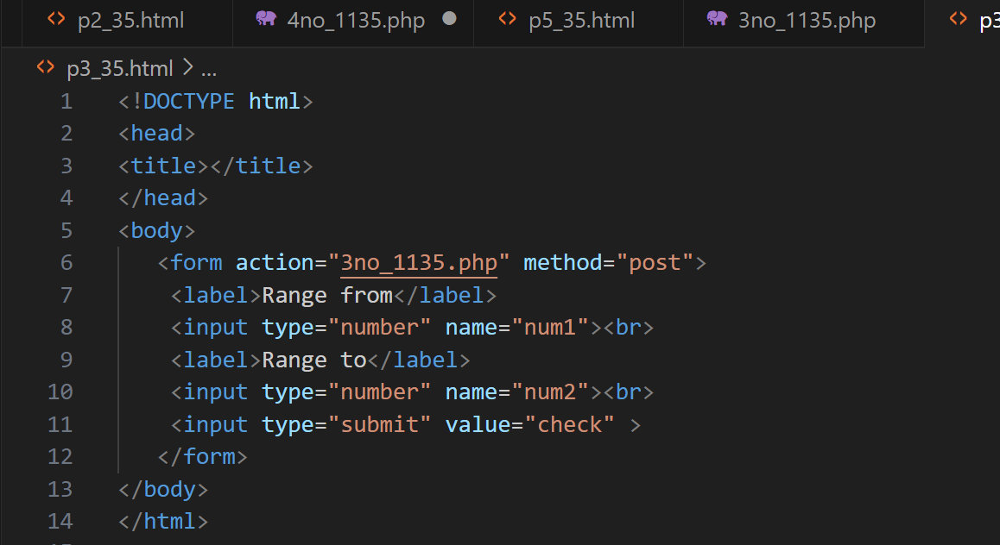 p2_35.html 4no_1135.php p5_35.html 3no_1135.php p3
p3_35.html > ...
1 <!DOCTYPE html>
2 <head>
3 <title></title>
4 </head>
5 <body>
6 <form action="3no_1135.php" method="post">
7 <label>Range from</label>
8 <input type="number" name="num1"><br>
9 <label>Range to</label>
10 <input type="number" name="num2"><br>
11 <input type="submit" value="check" >
12 </form>
13 </body>
14 </html>